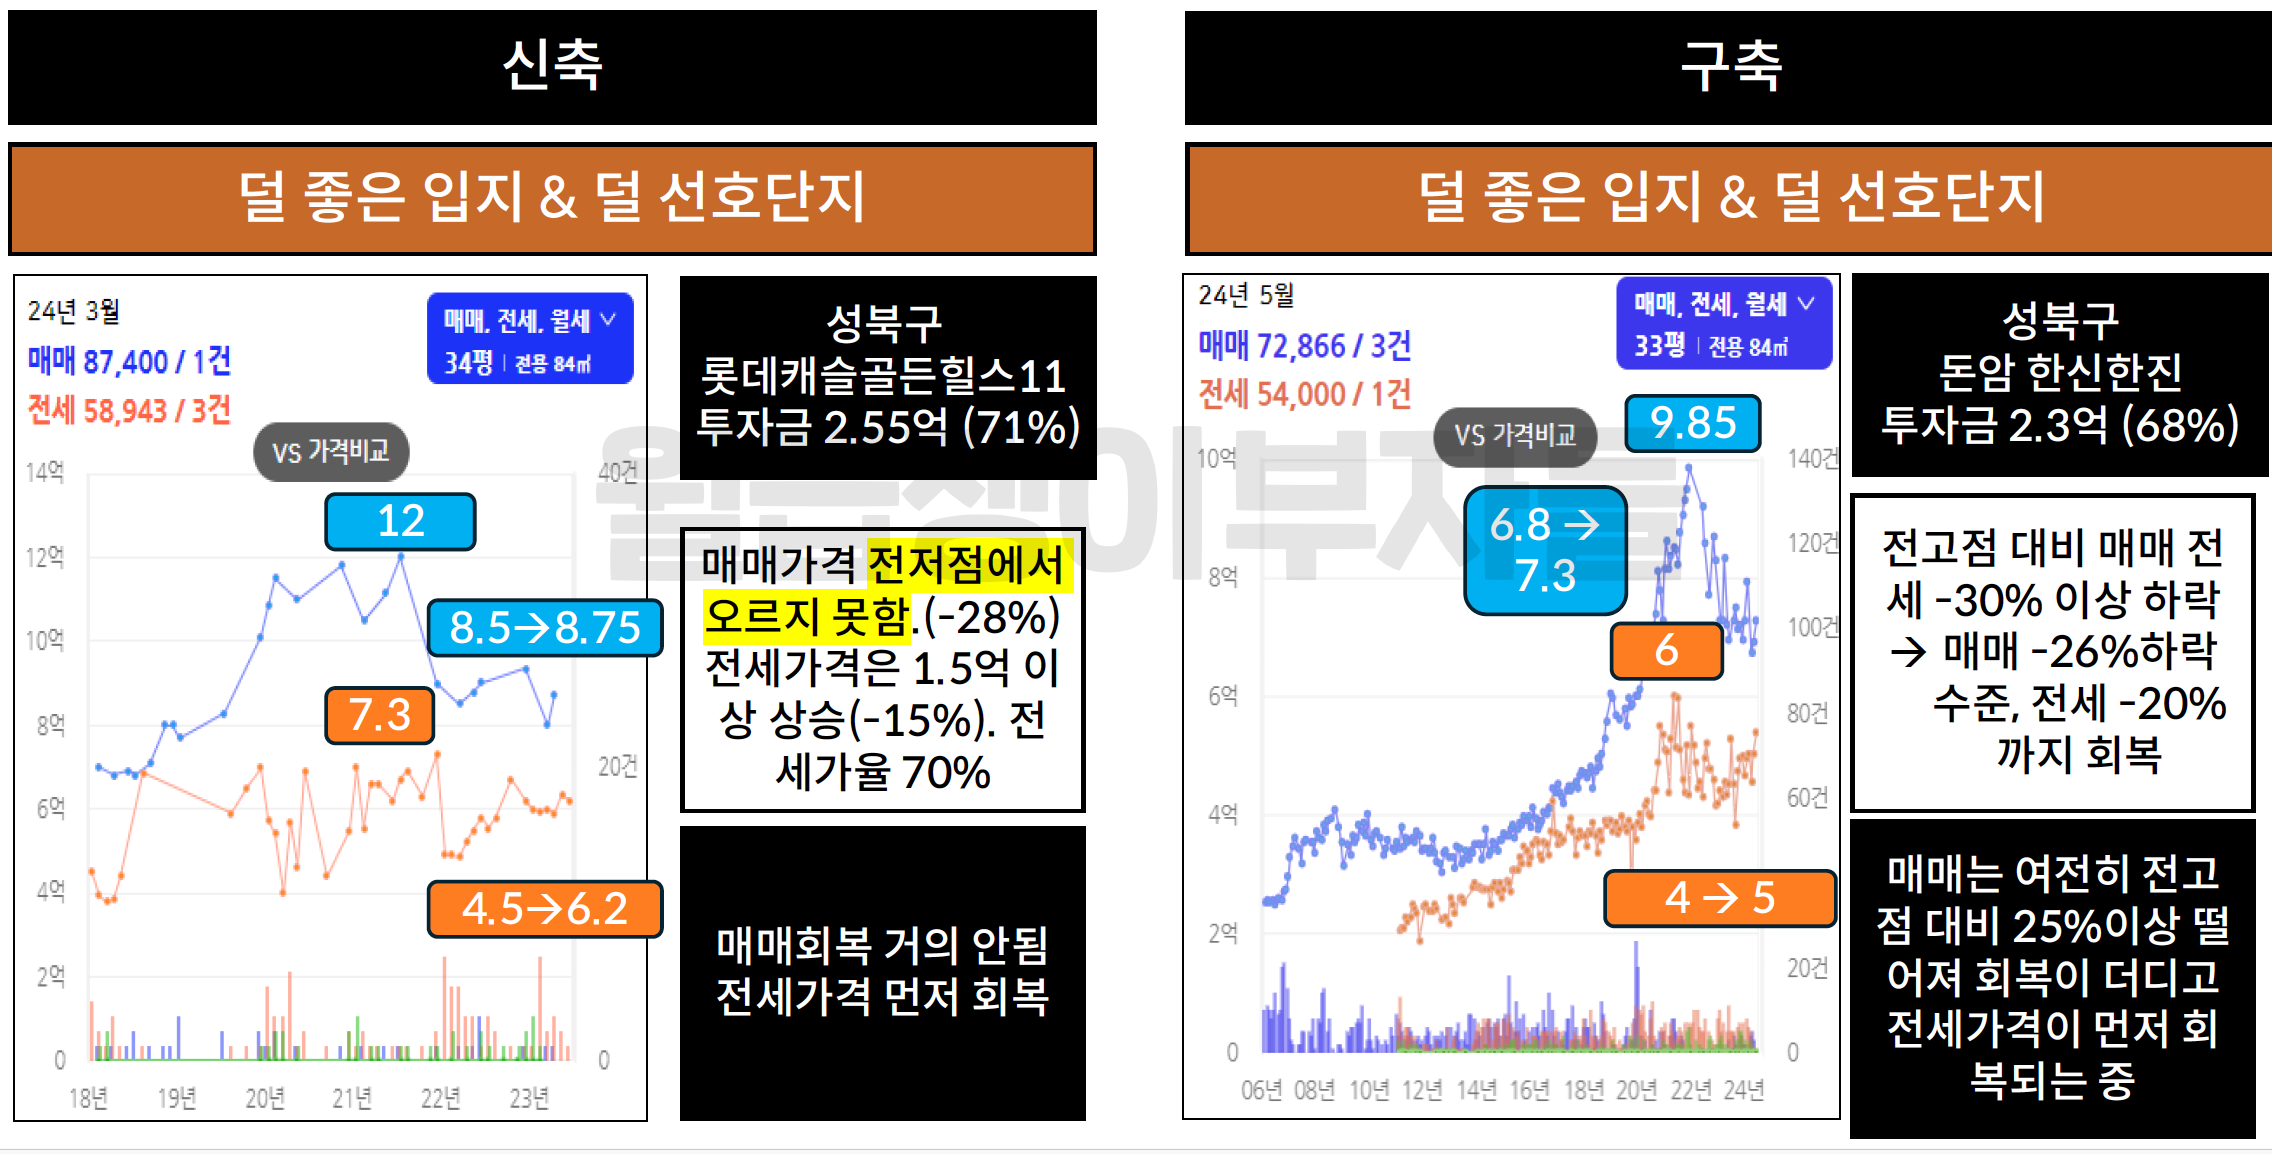 신축
덜 좋은 입지 & 덜 선호단지
24년 3월
매매 87,400 / 1건
전세 58,943 / 3건
매매, 전세, 월세
34평 | 전용 84㎡
VS 가격비교
14억
12억
10억
8억
6억
4억
2억
0
40건
20건
0
12
8.5→8.75
7.3
4.5→6.2
18년 19년 20년 21년 22년 23년
성북구
롯데캐슬골든힐스11
투자금 2.55억 (71%)
매매가격 전저점에서
오르지 못함.(-28%)
전세가격은 1.5억 이
상 상승(-15%). 전
세가율 70%
매매회복 거의 안됨
전세가격 먼저 회복
구축
덜 좋은 입지 & 덜 선호단지
24년 5월
매매 72,866 / 3건
전세 54,000 / 1건
매매, 전세, 월세
33평 | 전용 84㎡
VS 가격비교
10억
8억
6억
4억
2억
0
140건
120건
100건
80건
60건
20건
0
9.85
6.8 →
7.3
6
4 → 5
06년 08년 10년 12년 14년 16년 18년 20년 22년 24년
성북구
돈암 한신한진
투자금 2.3억 (68%)
전고점 대비 매매 전
세 -30% 이상 하락
→ 매매 -26%하락
수준, 전세 -20%
까지 회복
매매는 여전히 전고
점 대비 25%이상 떨
어져 회복이 더디고
전세가격이 먼저 회
복되는 중
월급쟁이부자들